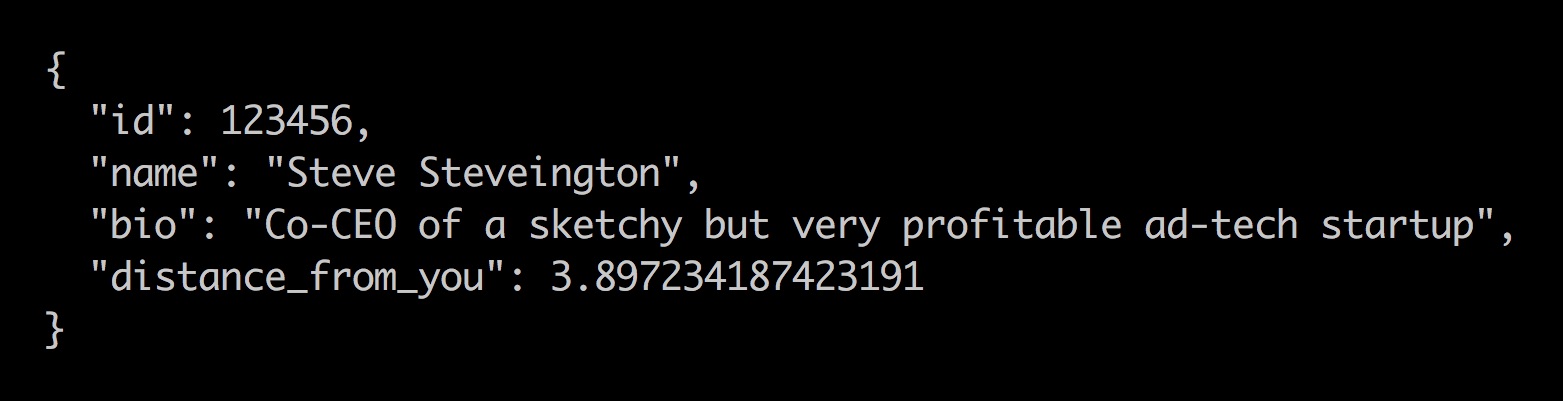 {
  "id": 123456,
  "name": "Steve Steveington",
  "bio": "Co-CEO of a sketchy but very profitable ad-tech startup",
  "distance_from_you": 3.897234187423191
}